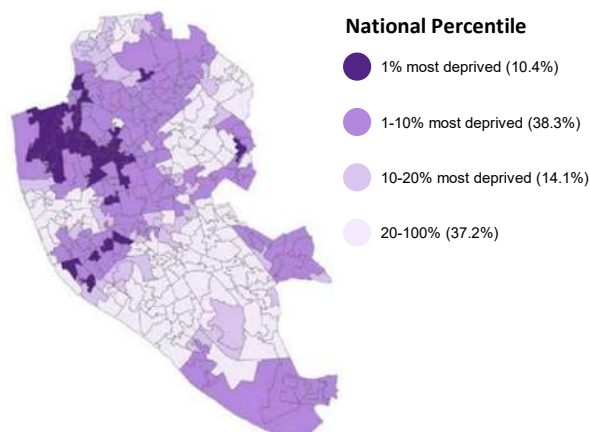 National Percentile
1% most deprived (10.4%)
1-10% most deprived (38.3%)
10-20% most deprived (14.1%)
20-100% (37.2%)